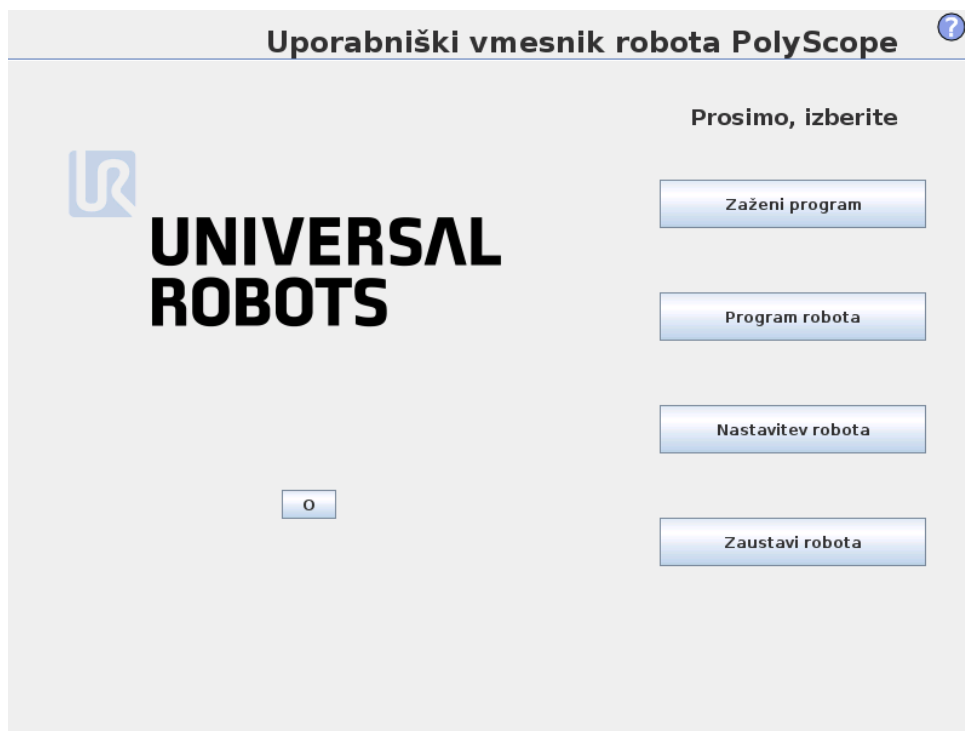 Uporabniški vmesnik robota PolyScope
?
Prosimo, izberite
UR
UNIVERSAL
ROBOTS
Zaženi program
Program robota
Nastavitev robota
O
Zaustavi robota